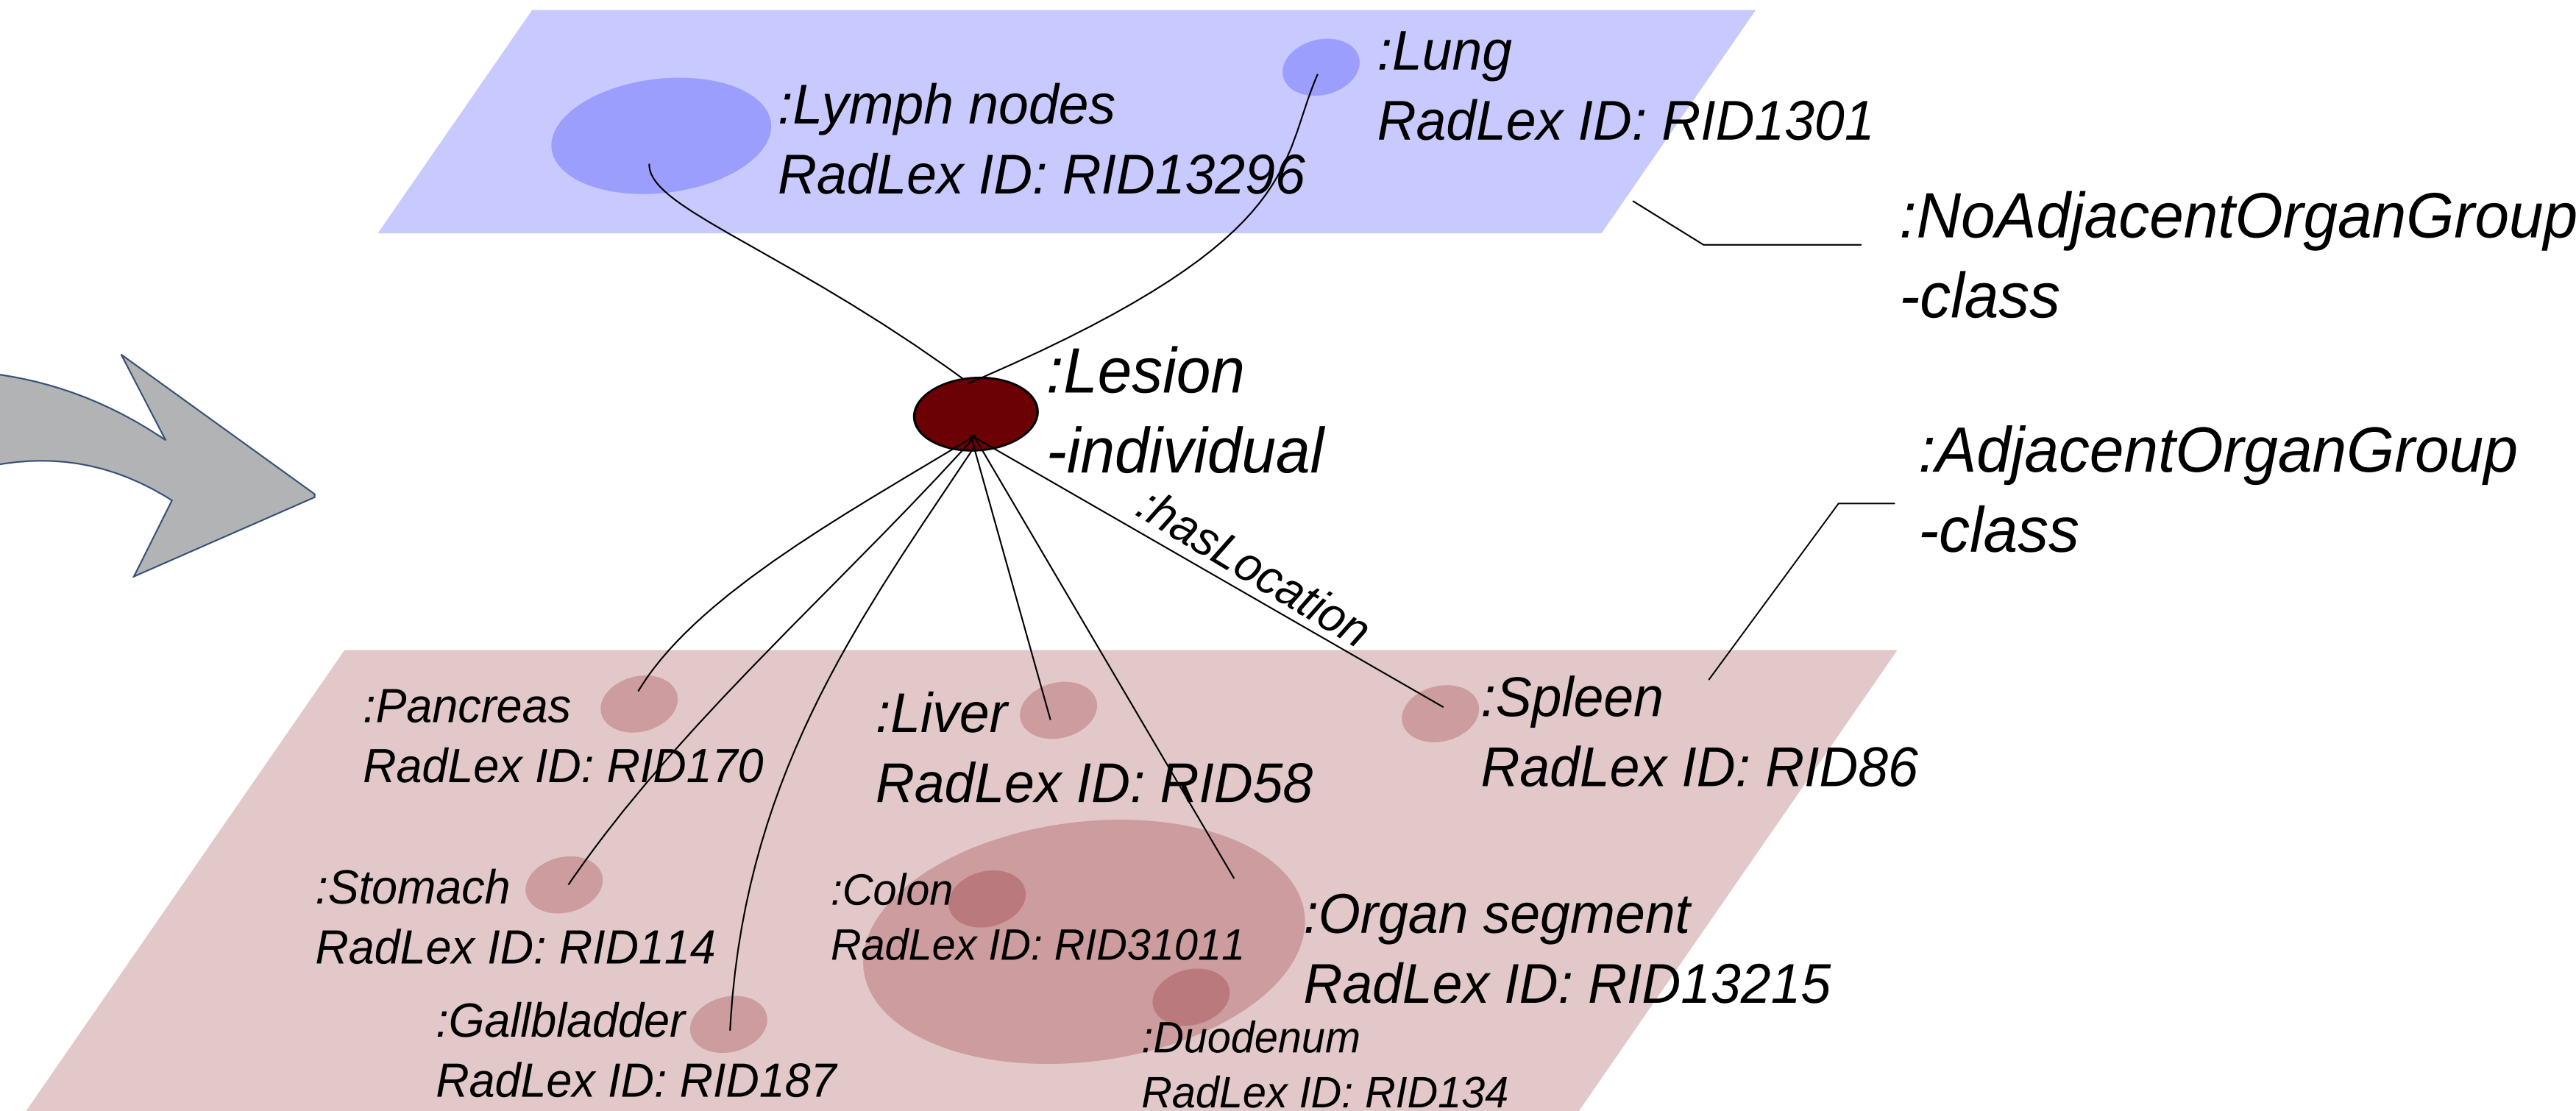 :Lung
RadLex ID: RID1301
:Lymph nodes
RadLex ID: RID13296
:NoAdjacentOrganGroup
-class
:Lesion
-individual
:AdjacentOrganGroup
-class
:hasLocation
:Pancreas
RadLex ID: RID170
:Liver
RadLex ID: RID58
:Spleen
RadLex ID: RID86
:Stomach
RadLex ID: RID114
:Colon
RadLex ID: RID31011
:Organ segment
RadLex ID: RID13215
:Gallbladder
RadLex ID: RID187
:Duodenum
RadLex ID: RID134